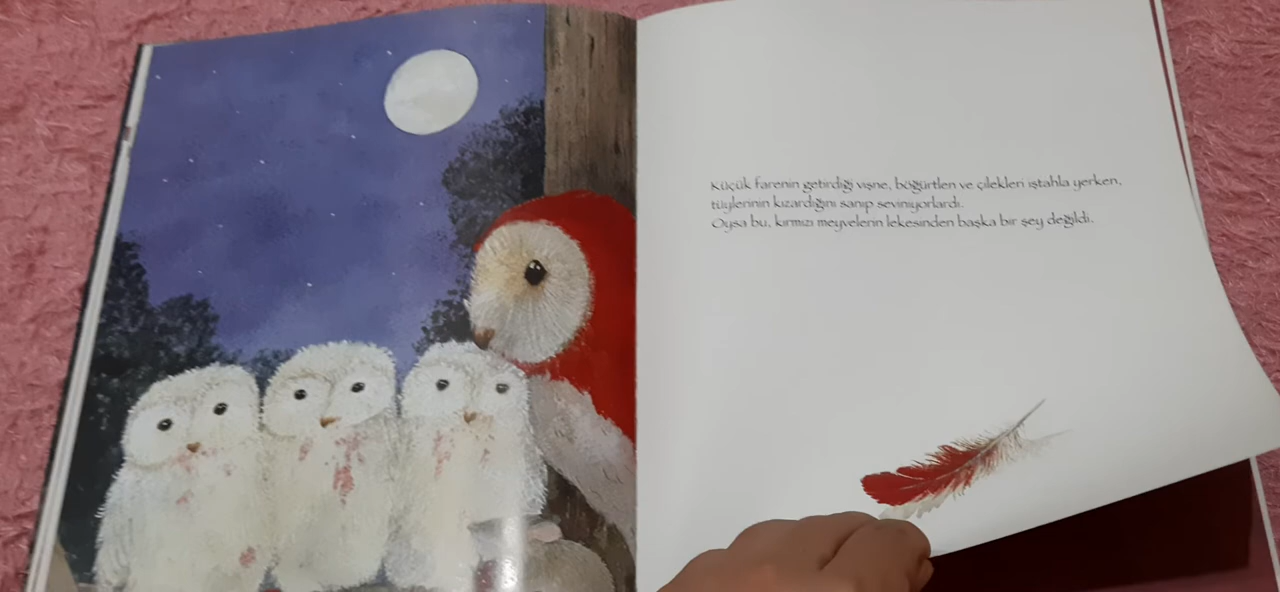 Küçük farenin getirdiği vişne, böğürtlen ve çilekleri iştahla yerken,
tüylerinin kızardığını sanıp seviniyorlardı.
Oysa bu, kırmızı meyvelerin lekesinden başka bir şey değildi.